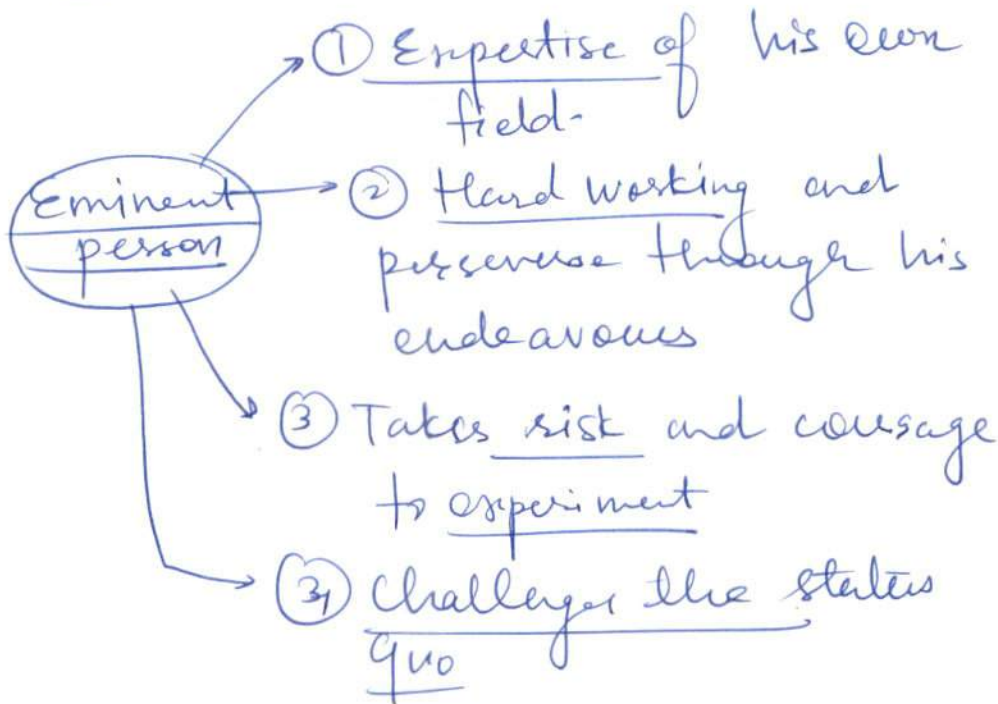 ① Expertise of his own
field-
Eminent
person
② Hard working and
perseverse through his
endeavours
③ Takes risk and courage
to experiment
④ Challenges the status
quo